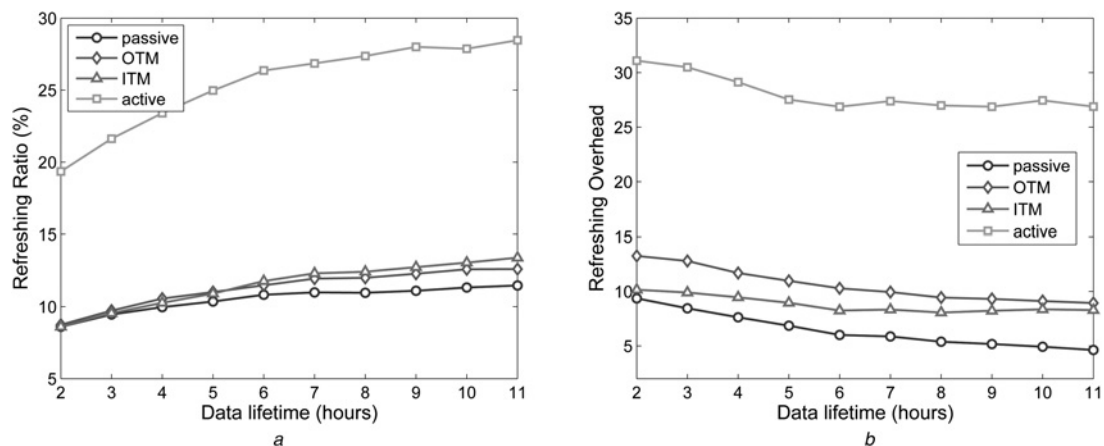 30
25
20
15
10
5
Refreshing Ratio (%)
passive
OTM
ITM
active
2 3 4 5 6 7 8 9 10 11
Data lifetime (hours)
a
35
30
25
20
15
10
5
Refreshing Overhead
passive
OTM
ITM
active
2 3 4 5 6 7 8 9 10 11
Data lifetime (hours)
b